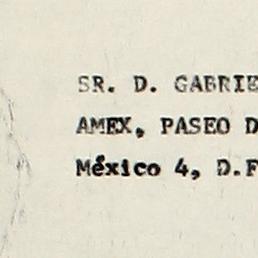 SR. D. GABRIE
AMEX, PASEO D
México 4, D.F